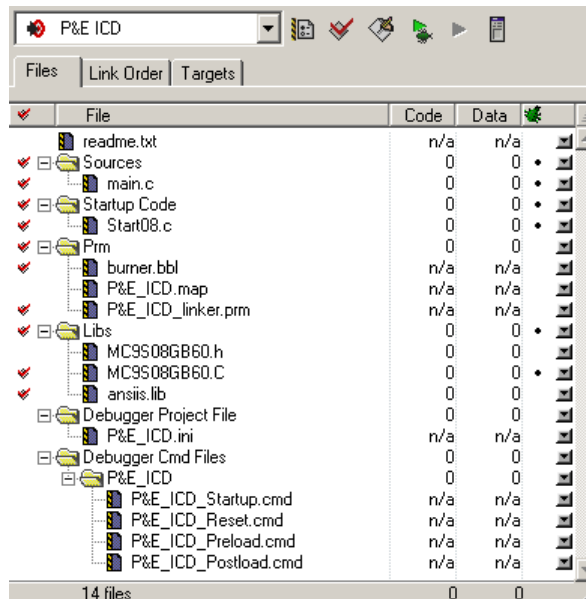 P&E ICD
Files Link Order Targets
File Code Data
readme.txt n/a n/a
Sources 0 0
main.c 0 0
Startup Code 0 0
Start08.c 0 0
Prm 0 0
burner.bbl n/a n/a
P&E_ICD.map n/a n/a
P&E_ICD_linker.prm n/a n/a
Libs 0 0
MC9S08GB60.h 0 0
MC9S08GB60.C 0 0
ansiis.lib 0 0
Debugger Project File 0 0
P&E_ICD.ini n/a n/a
Debugger Cmd Files 0 0
P&E_ICD 0 0
P&E_ICD_Startup.cmd n/a n/a
P&E_ICD_Reset.cmd n/a n/a
P&E_ICD_Preload.cmd n/a n/a
P&E_ICD_Postload.cmd n/a n/a
14 files 0 0